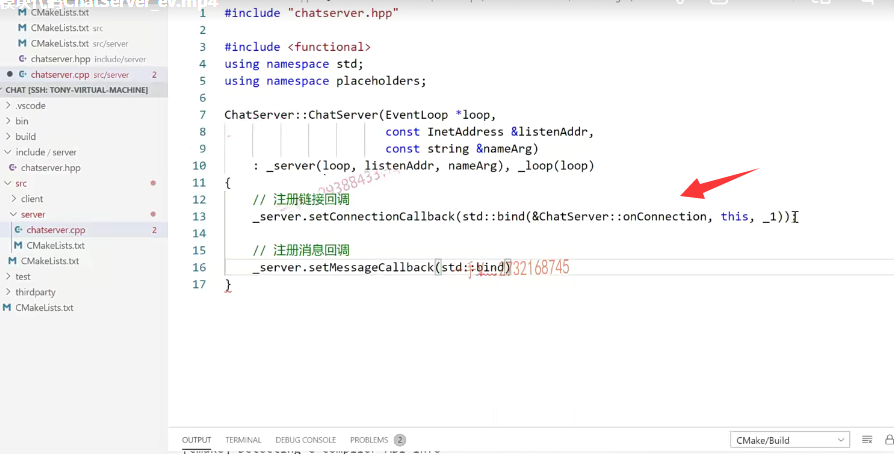 chatserver_ev.mp4
CMakeLists.txt
CMakeLists.txt src
CMakeLists.txt src/server
chatserver.hpp include/server
chatserver.cpp src/server 2
CHAT [SSH: TONY-VIRTUAL-MACHINE]
.vscode
bin
build
include / server
chatserver.hpp
src
client
server
chatserver.cpp 2
CMakeLists.txt
CMakeLists.txt
test
thirdparty
CMakeLists.txt
1 #include "chatserver.hpp"
2
3 #include <functional>
4 using namespace std;
5 using namespace placeholders;
6
7 ChatServer::ChatServer(EventLoop *loop,
8 const InetAddress &listenAddr,
9 const string &nameArg)
10 : _server(loop, listenAddr, nameArg), _loop(loop)
11 {
12 // 注册链接回调
13 _server.setConnectionCallback(std::bind(&ChatServer::onConnection, this, _1));
14
15 // 注册消息回调
16 _server.setMessageCallback(std::bind)
17 }
29388433
2732168745
OUTPUT TERMINAL DEBUG CONSOLE PROBLEMS 2
CMake/Build